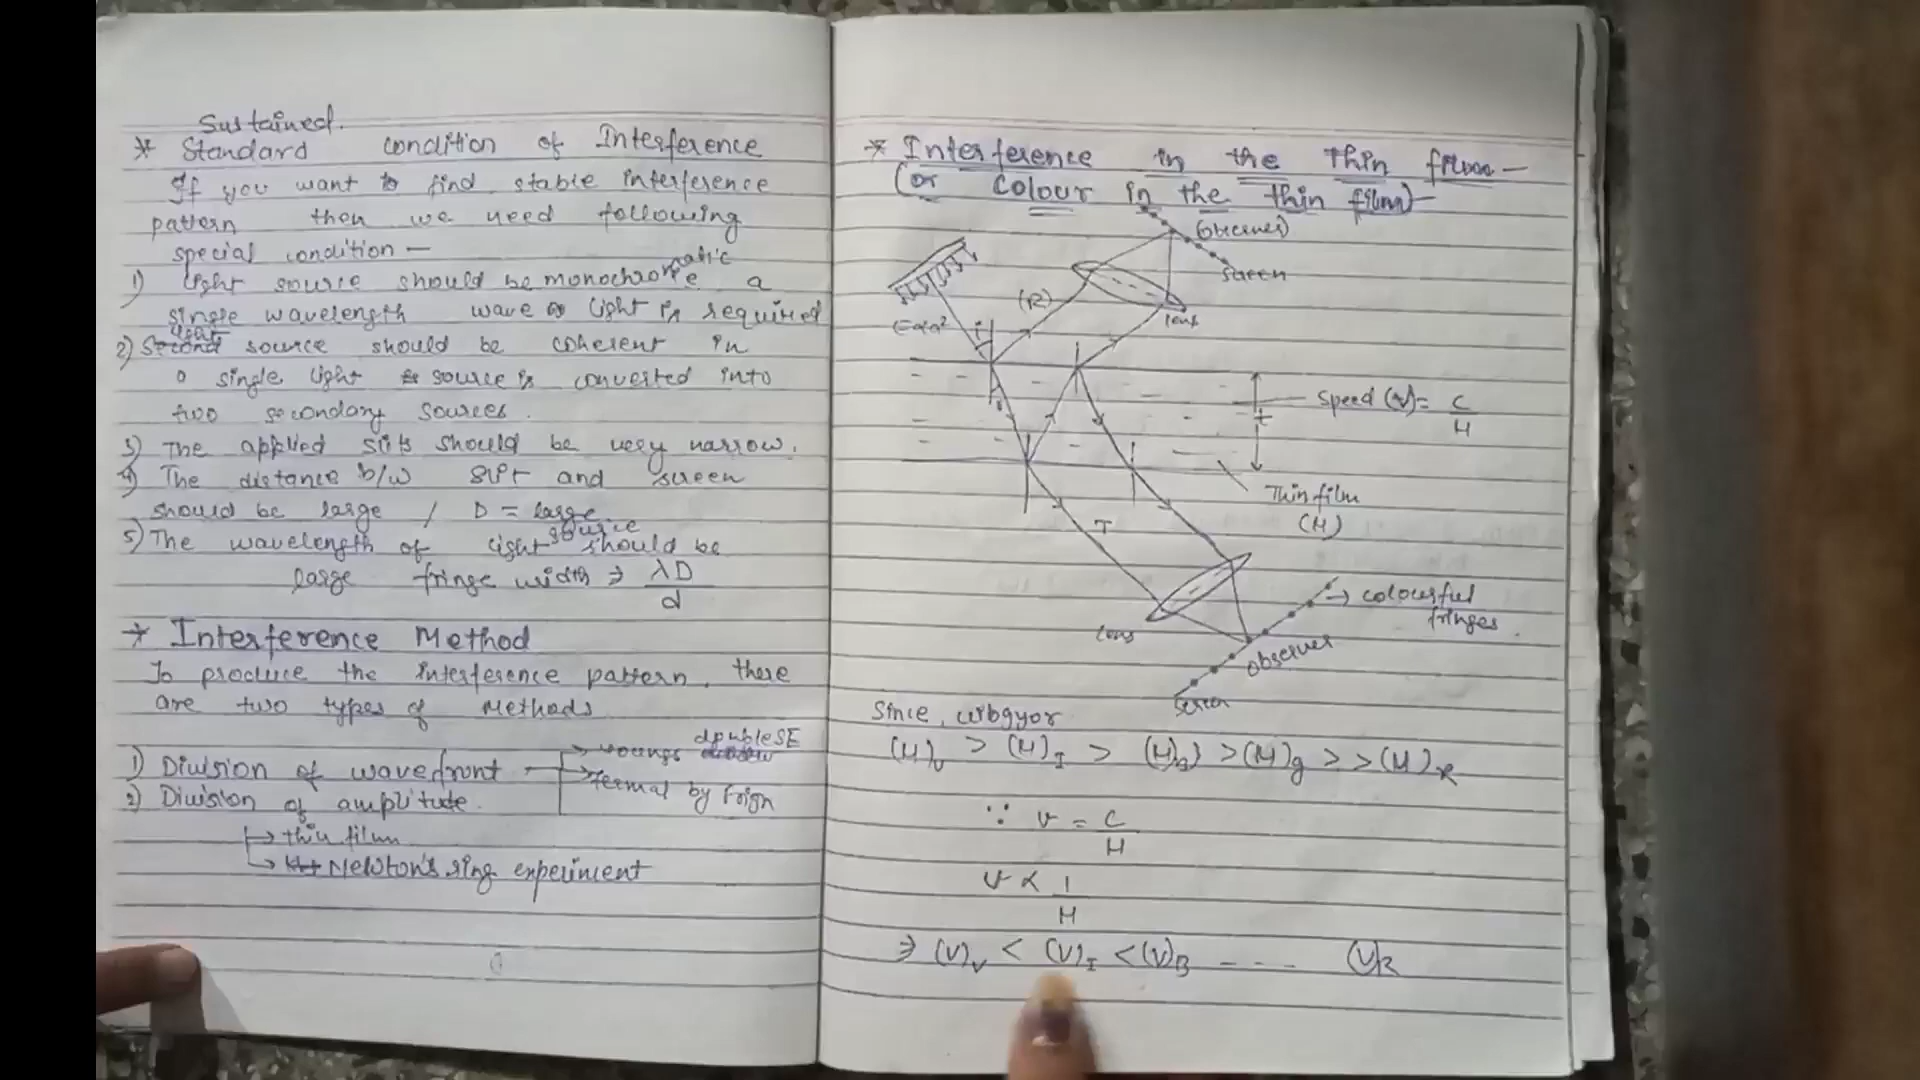 Sustained.
* Standard condition of Interference
If you want to find stable interference
pattern then we need following
special condition —
1) light source should be monochromatic a
single wavelength wave or light is required
2) Second light source should be coherent in
single light source is converted into
two secondary sources.
3) The applied slits should be very narrow.
4) The distance b/w slit and screen
should be large / D = large
5) The wavelength of light source should be
large fringe width ⇒ λD/d
* Interference Method
To produce the interference pattern, there
are two types of Methods
1) Division of wavefront → youngs double SE
→
2) Division of amplitude.
→ thin film
→ Newton's ring experiment
* Interference in the thin film —
(or Colour in the thin film) —
(observer)
screen
(R)
lens
i
r
t
Speed (v) = c/μ
Thin film
(μ)
T
→ colourful
fringes.
lens
observer
screen
Since, vibgyor
(μ)v > (μ)I > (μ)B > (μ)g > > (μ)R
∵ v = c/μ
v ∝ 1/μ
⇒ (v)v < (v)I < (v)B - - - - (v)R